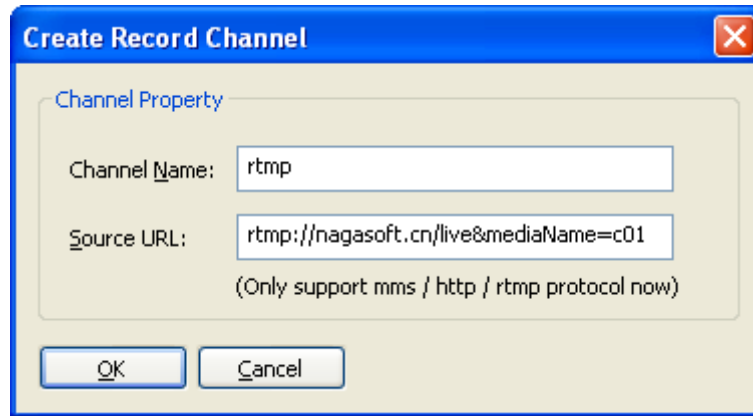 Create Record Channel
Channel Property
Channel Name: rtmp
Source URL: rtmp://nagasoft.cn/live&mediaName=c01
(Only support mms / http / rtmp protocol now)
OK Cancel